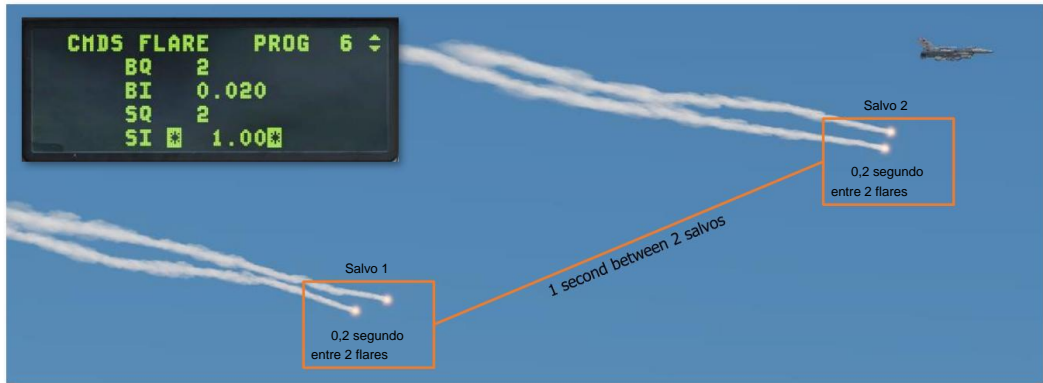 CMDS FLARE PROG 6
BQ 2
BI 0.020
SQ 2
SI * 1.00*
Salvo 2
0,2 segundo
entre 2 flares
1 second between 2 salvos
Salvo 1
0,2 segundo
entre 2 flares